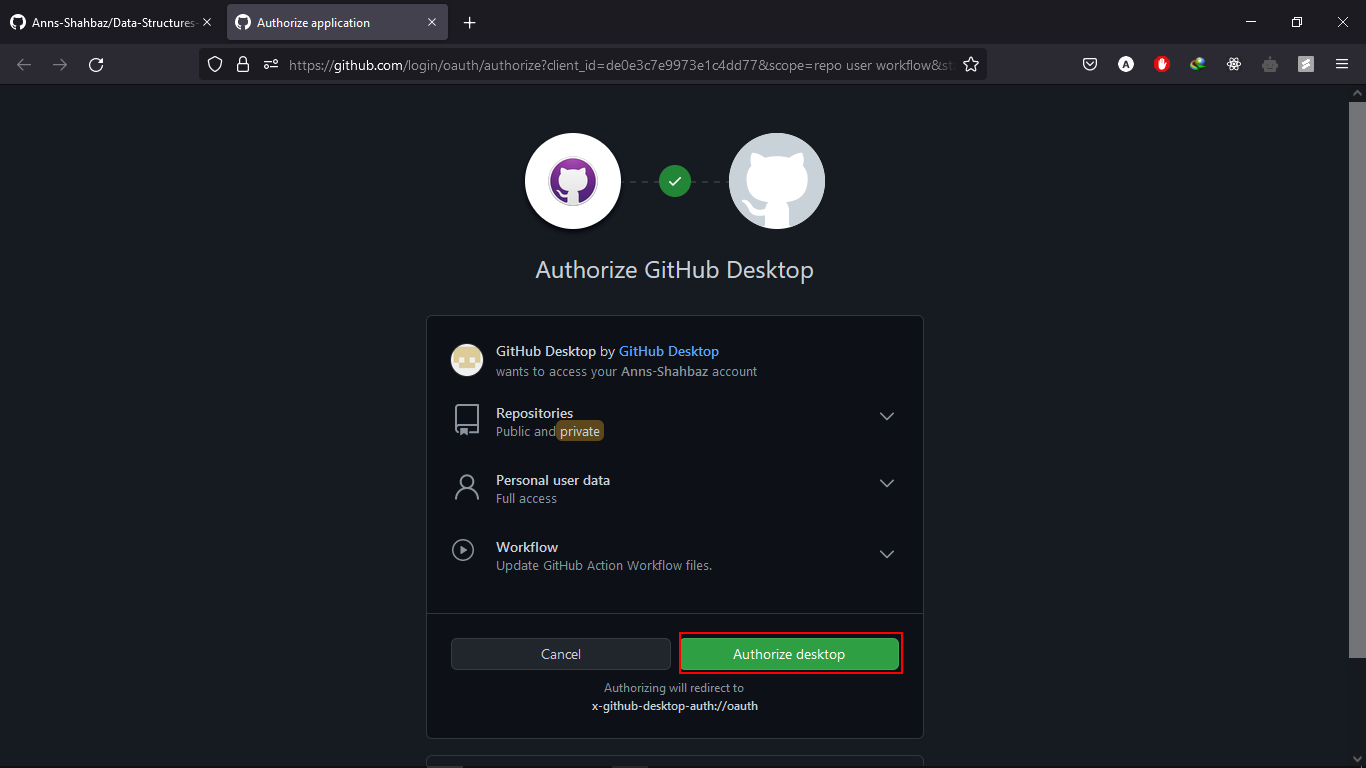 Anns-Shahbaz/Data-Structures-
Authorize application
https://github.com/login/oauth/authorize?client_id=de0e3c7e9973e1c4dd77&scope=repo user workflow&st
Authorize GitHub Desktop
GitHub Desktop by GitHub Desktop
wants to access your Anns-Shahbaz account
Repositories
Public and private
Personal user data
Full access
Workflow
Update GitHub Action Workflow files.
Cancel
Authorize desktop
Authorizing will redirect to
x-github-desktop-auth://oauth